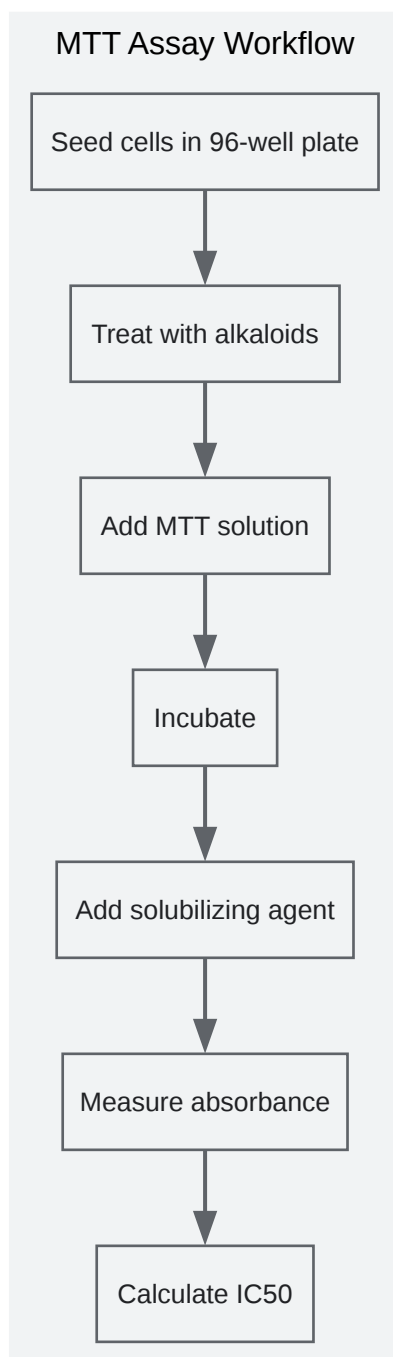 MTT Assay Workflow
Seed cells in 96-well plate
Treat with alkaloids
Add MTT solution
Incubate
Add solubilizing agent
Measure absorbance
Calculate IC50